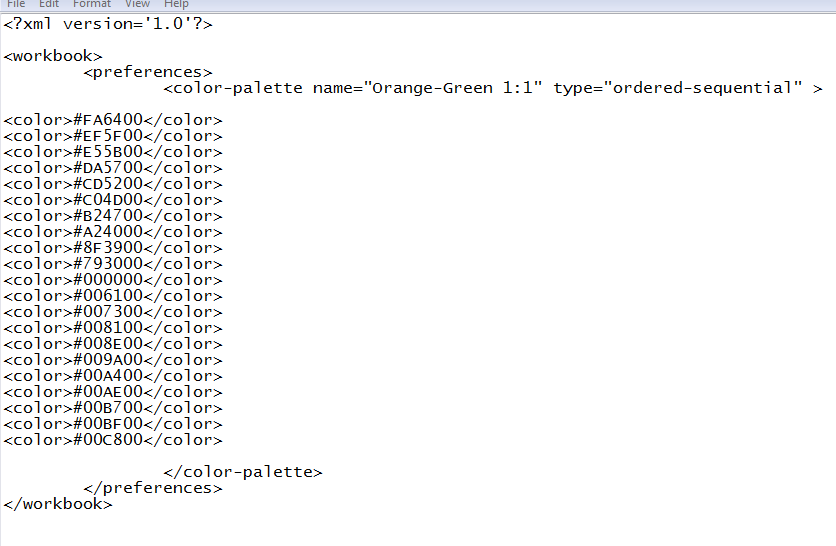 File Edit Format View Help
<?xml version='1.0'?>
<workbook>
<preferences>
<color-palette name="Orange-Green 1:1" type="ordered-sequential" >
<color>#FA6400</color>
<color>#EF5F00</color>
<color>#E55B00</color>
<color>#DA5700</color>
<color>#CD5200</color>
<color>#C04D00</color>
<color>#B24700</color>
<color>#A24000</color>
<color>#8F3900</color>
<color>#793000</color>
<color>#000000</color>
<color>#006100</color>
<color>#007300</color>
<color>#008100</color>
<color>#008E00</color>
<color>#009A00</color>
<color>#00A400</color>
<color>#00AE00</color>
<color>#00B700</color>
<color>#00BF00</color>
<color>#00C800</color>
</color-palette>
</preferences>
</workbook>